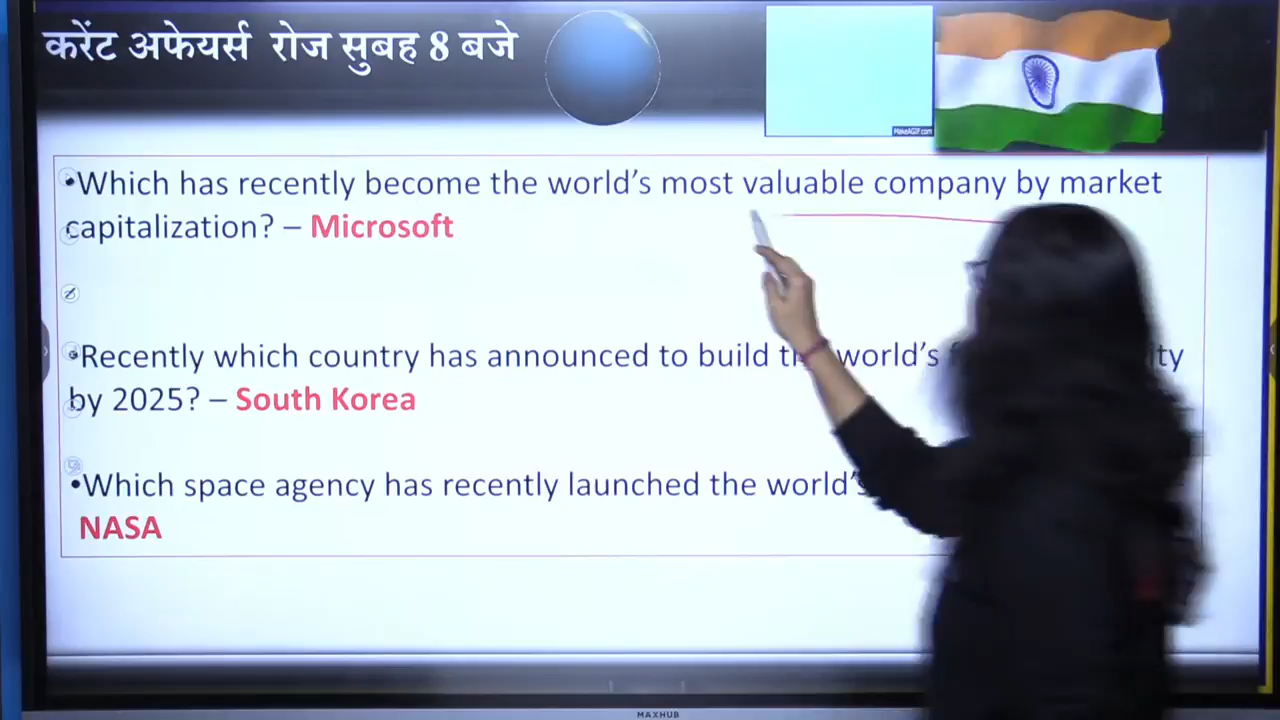 करेंट अफेयर्स रोज सुबह 8 बजे
MakeAGif.com
•Which has recently become the world's most valuable company by market
capitalization? – Microsoft
•Recently which country has announced to build world's
by 2025? – South Korea
•Which space agency has recently launched the world's
NASA
MAXHUB